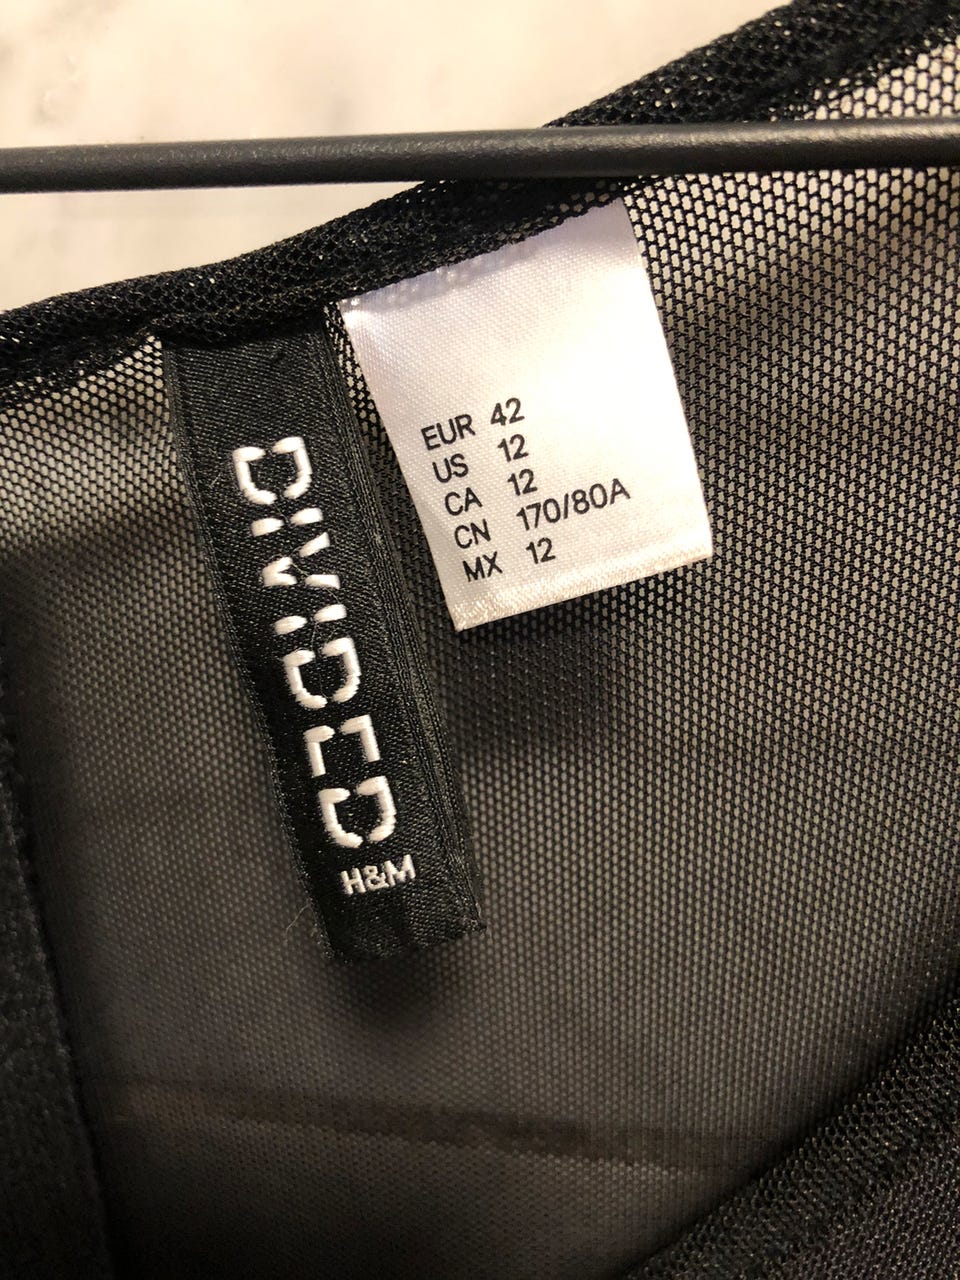 DIVIDED
H&M
EUR 42
US 12
CA 12
CN 170/80A
MX 12